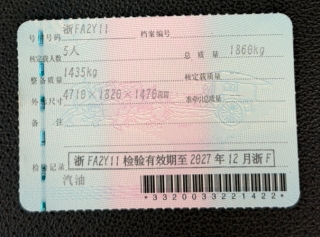 号牌号码 浙FA2Y11 档案编号
核定载人数 5人 总质量 1860kg
整备质量 1435kg 核定载质量
外廓尺寸 4710×1820×1470mm 准牵引总质量
备注
浙FA2Y11检验有效期至2027年12月浙F
检验记录
汽油
*3320033221422*